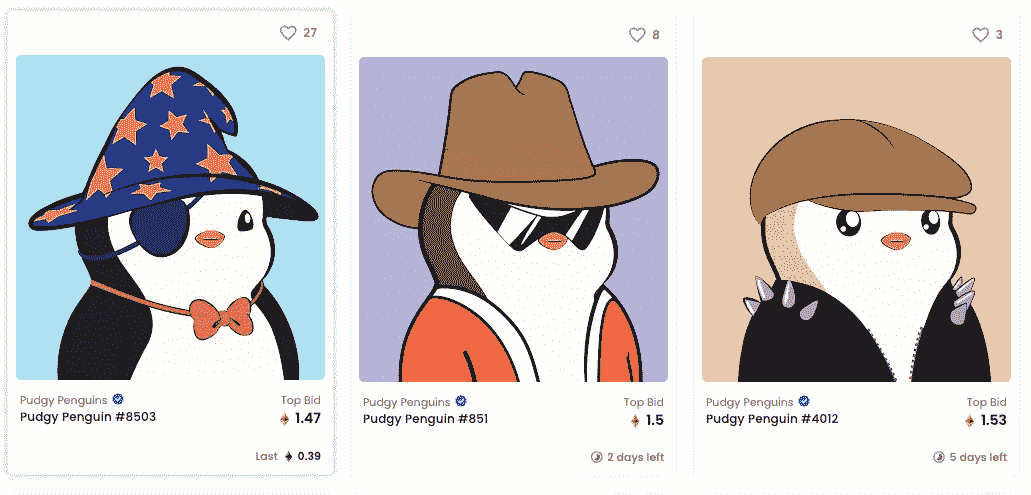 27
Pudgy Penguins
Top Bid
Pudgy Penguin #8503
1.47
Last 0.39
8
Pudgy Penguins
Top Bid
Pudgy Penguin #851
1.5
2 days left
3
Pudgy Penguins
Top Bid
Pudgy Penguin #4012
1.53
5 days left